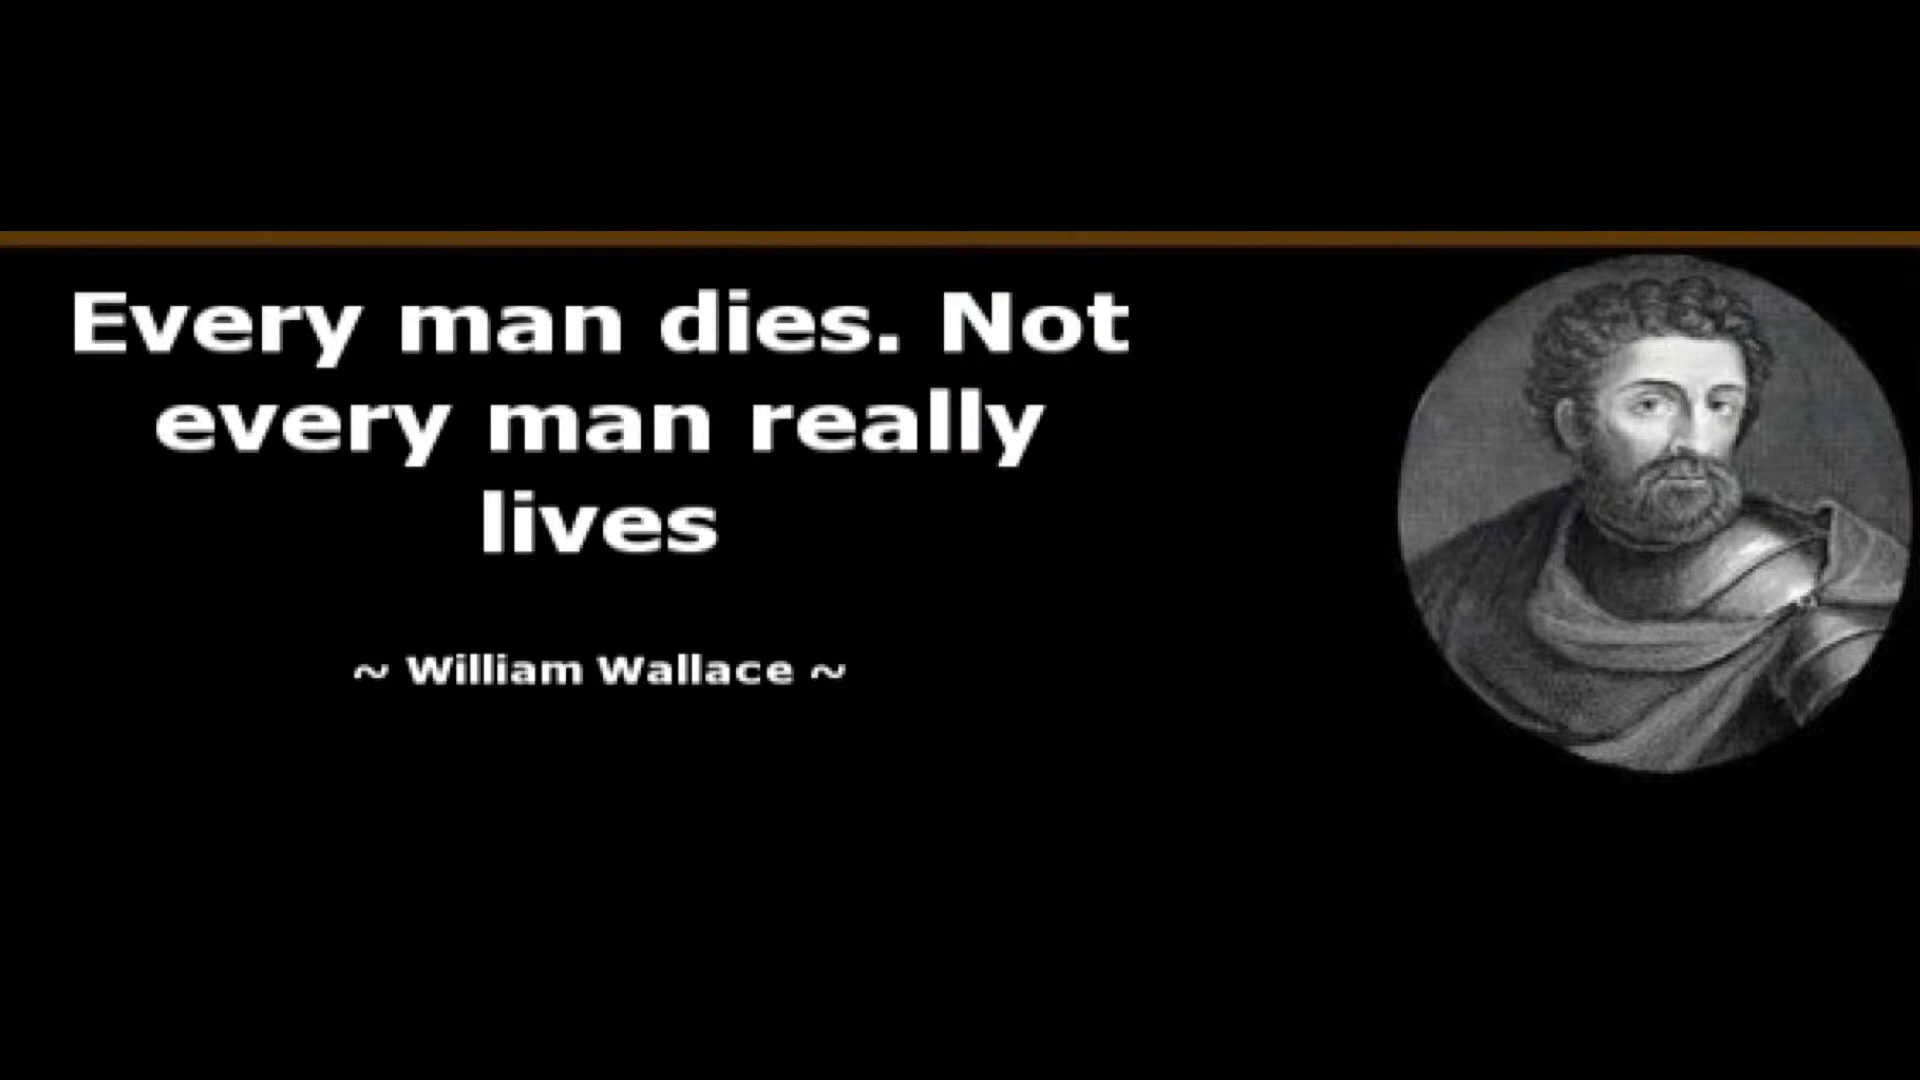 Every man dies. Not
every man really
lives
~ William Wallace ~